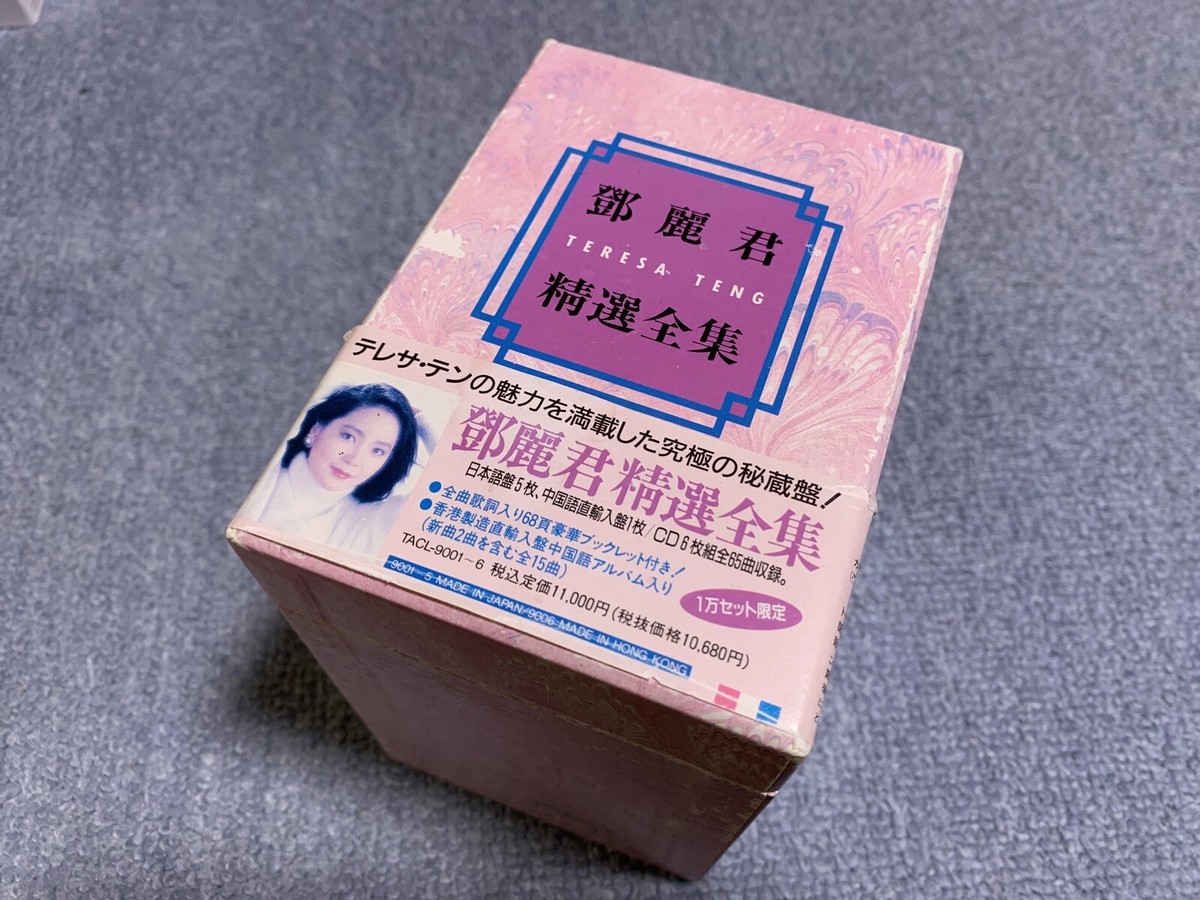 鄧麗君
TERESA TENG
精選全集
テレサ・テンの魅力を満載した究極の秘蔵盤!
鄧麗君精選全集
日本語盤5枚、中国語直輸入盤1枚/CD6枚組全65曲収録。
●全曲歌詞入り68頁豪華ブックレット付き!
●香港製造直輸入盤中国語アルバム入り
(新曲2曲を含む全15曲)
1万セット限定
TACL-9001~6 税込定価11,000円(税抜価格10,680円)
9001~5 MADE IN JAPAN/9006 MADE IN HONG KONG